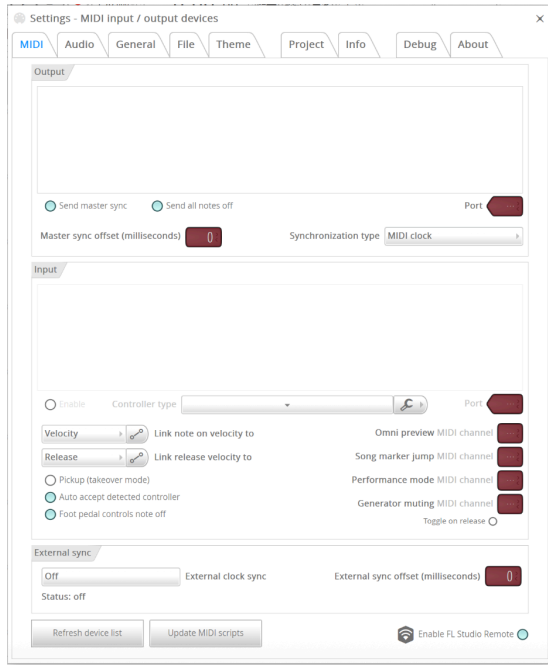 Settings - MIDI input / output devices
MIDI Audio General File Theme Project Info Debug About
Output
Send master sync Send all notes off Port
Master sync offset (milliseconds) 0 Synchronization type MIDI clock
Input
Enable Controller type Port
Velocity Link note on velocity to Omni preview MIDI channel
Release Link release velocity to Song marker jump MIDI channel
Pickup (takeover mode) Performance mode MIDI channel
Auto accept detected controller Generator muting MIDI channel
Foot pedal controls note off Toggle on release
External sync
Off External clock sync External sync offset (milliseconds) 0
Status: off
Refresh device list Update MIDI scripts Enable FL Studio Remote